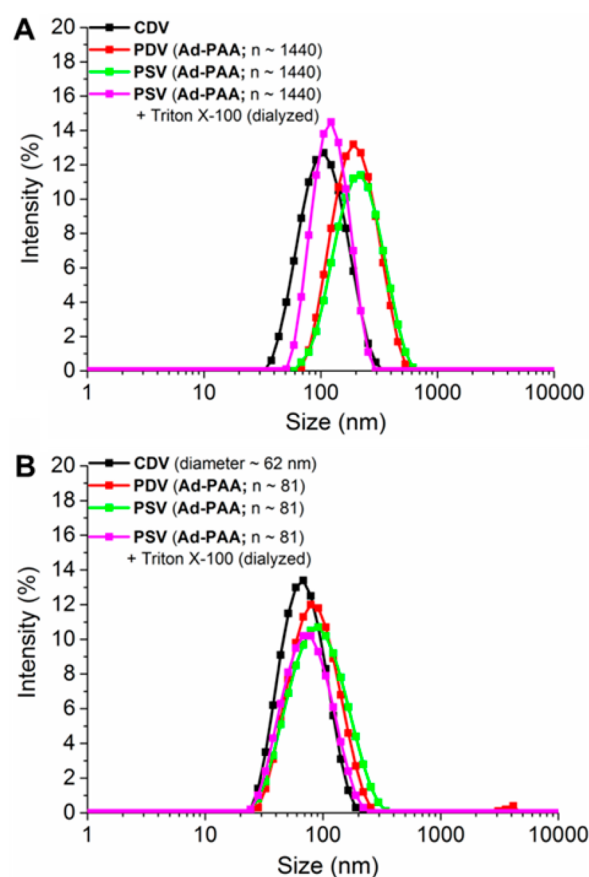 A
CDV
PDV (Ad-PAA; n ~ 1440)
PSV (Ad-PAA; n ~ 1440)
PSV (Ad-PAA; n ~ 1440)
+ Triton X-100 (dialyzed)
20
18
16
14
12
10
8
6
4
2
0
Intensity (%)
1 10 100 1000 10000
Size (nm)
B
CDV (diameter ~ 62 nm)
PDV (Ad-PAA; n ~ 81)
PSV (Ad-PAA; n ~ 81)
PSV (Ad-PAA; n ~ 81)
+ Triton X-100 (dialyzed)
20
18
16
14
12
10
8
6
4
2
0
Intensity (%)
1 10 100 1000 10000
Size (nm)